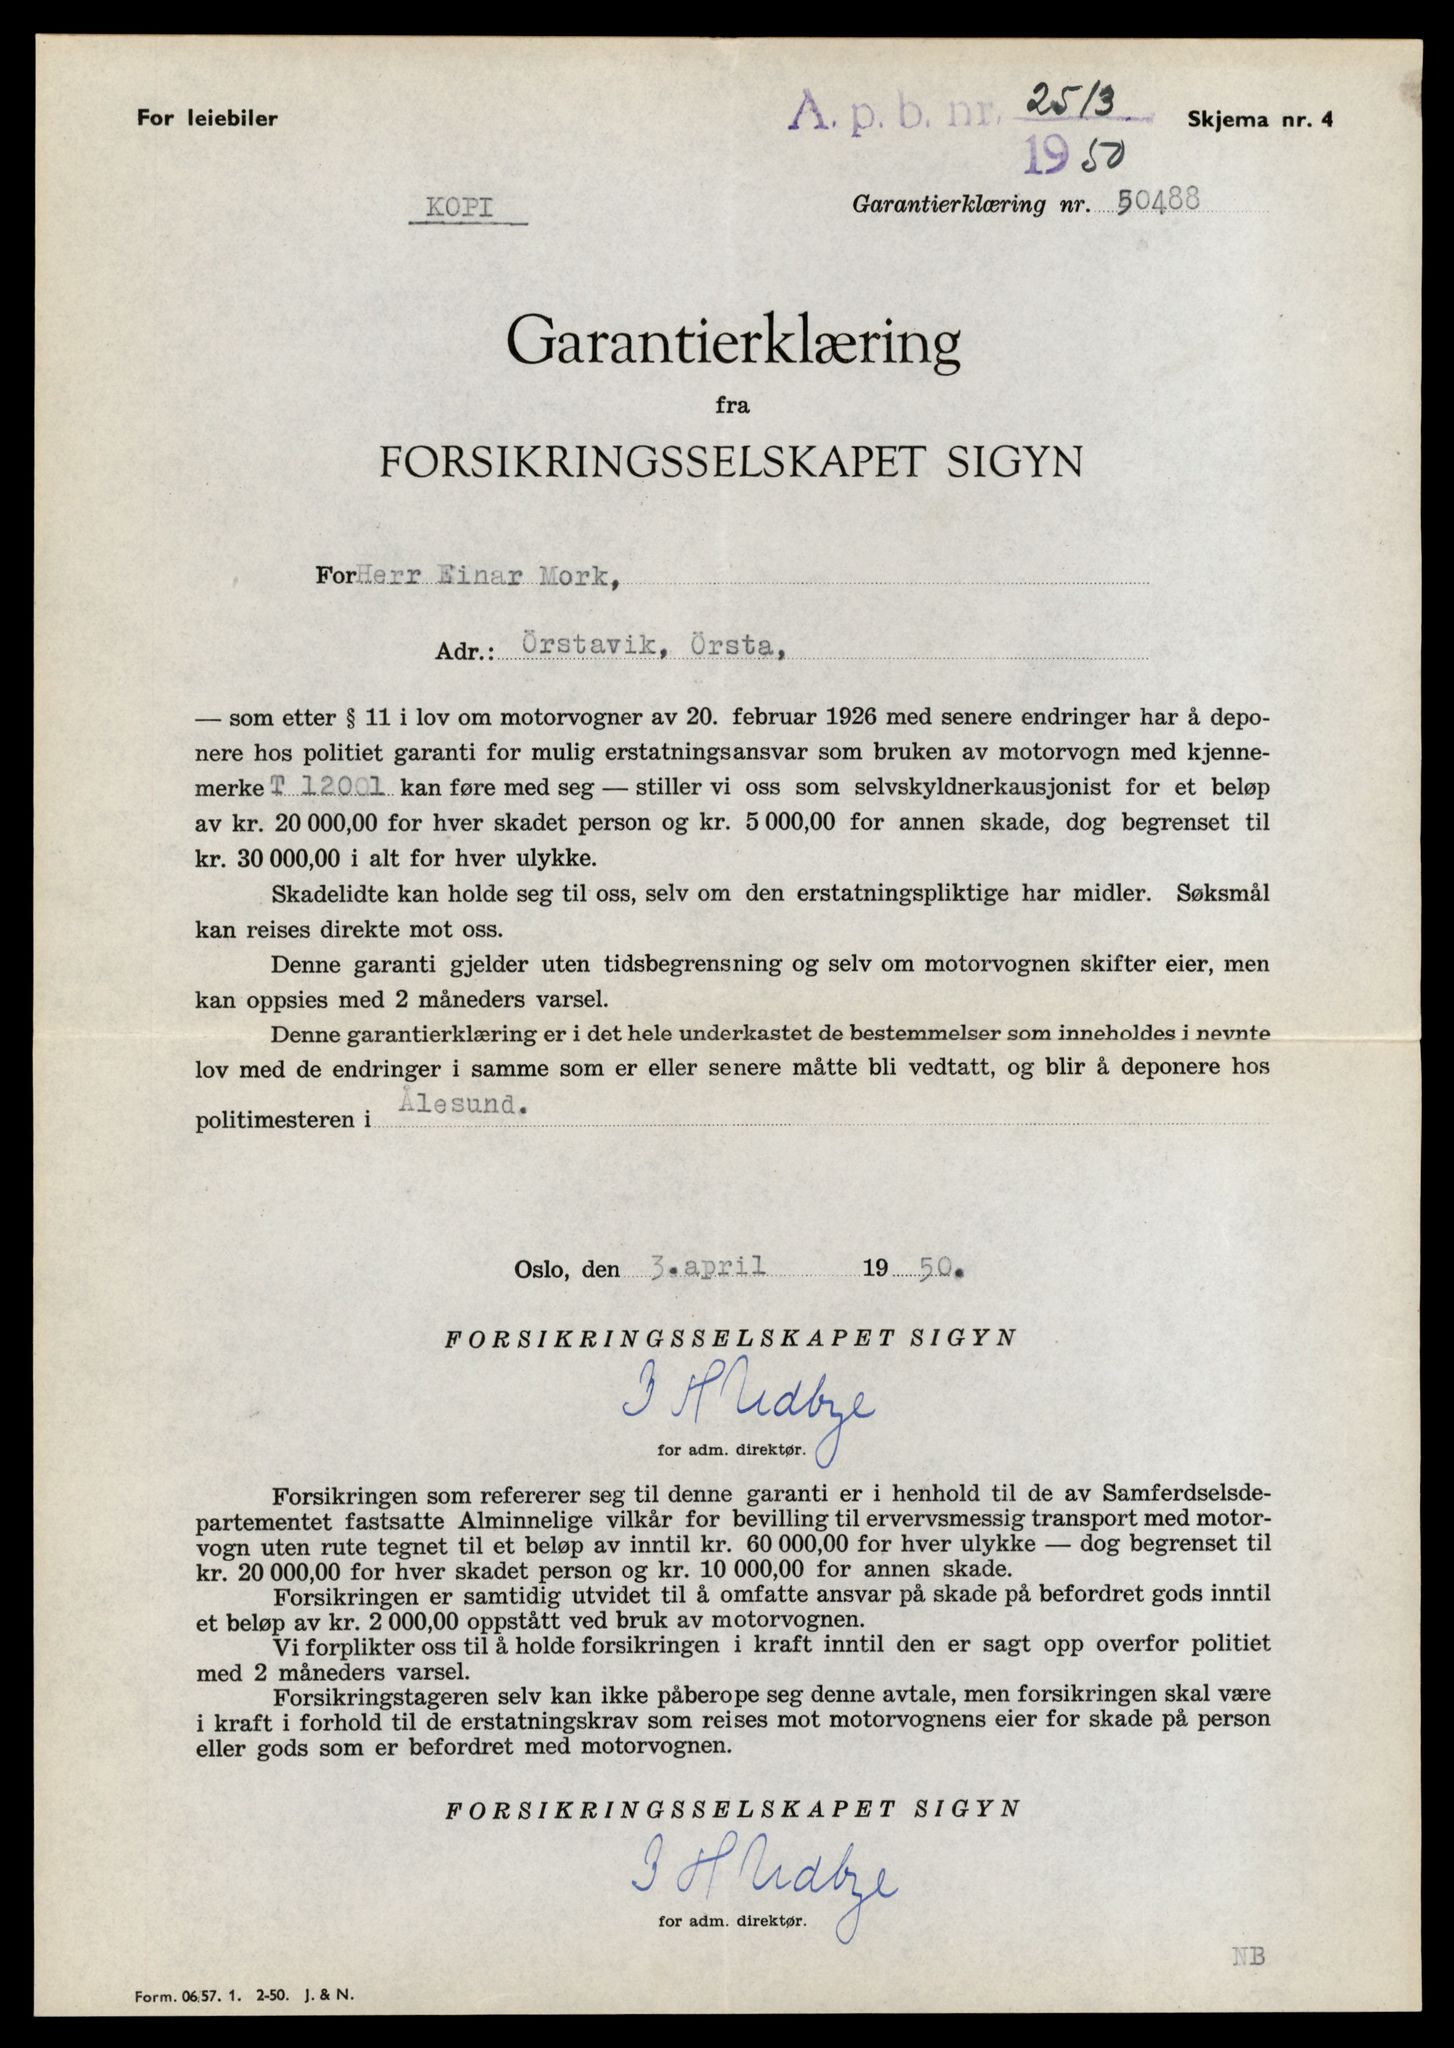 For leiebiler
A. p. b. nr. 2513
Skjema nr. 4
1950
KOPI
Garantierklæring nr. 50488
Garantierklæring
fra
FORSIKRINGSSELSKAPET SIGYN
For Herr Einar Mork,
Adr.: Örstavik, Örsta,
— som etter § 11 i lov om motorvogner av 20. februar 1926 med senere endringer har å depo-
nere hos politiet garanti for mulig erstatningsansvar som bruken av motorvogn med kjenne-
merke T 12001 kan føre med seg — stiller vi oss som selvskyldnerkausjonist for et beløp
av kr. 20 000,00 for hver skadet person og kr. 5 000,00 for annen skade, dog begrenset til
kr. 30 000,00 i alt for hver ulykke.
Skadelidte kan holde seg til oss, selv om den erstatningspliktige har midler. Søksmål
kan reises direkte mot oss.
Denne garanti gjelder uten tidsbegrensning og selv om motorvognen skifter eier, men
kan oppsies med 2 måneders varsel.
Denne garantierklæring er i det hele underkastet de bestemmelser som inneholdes i nevnte
lov med de endringer i samme som er eller senere måtte bli vedtatt, og blir å deponere hos
politimesteren i Ålesund.
Oslo, den 3. april 1950.
FORSIKRINGSSELSKAPET SIGYN
J H Udbye
for adm. direktør.
Forsikringen som refererer seg til denne garanti er i henhold til de av Samferdselsde-
partementet fastsatte Alminnelige vilkår for bevilling til ervervsmessig transport med motor-
vogn uten rute tegnet til et beløp av inntil kr. 60 000,00 for hver ulykke — dog begrenset til
kr. 20 000,00 for hver skadet person og kr. 10 000,00 for annen skade.
Forsikringen er samtidig utvidet til å omfatte ansvar på skade på befordret gods inntil
et beløp av kr. 2 000,00 oppstått ved bruk av motorvognen.
Vi forplikter oss til å holde forsikringen i kraft inntil den er sagt opp overfor politiet
med 2 måneders varsel.
Forsikringstageren selv kan ikke påberope seg denne avtale, men forsikringen skal være
i kraft i forhold til de erstatningskrav som reises mot motorvognens eier for skade på person
eller gods som er befordret med motorvognen.
FORSIKRINGSSELSKAPET SIGYN
J H Udbye
for adm. direktør.
NB
Form. 06.57. 1. 2-50. J. & N.